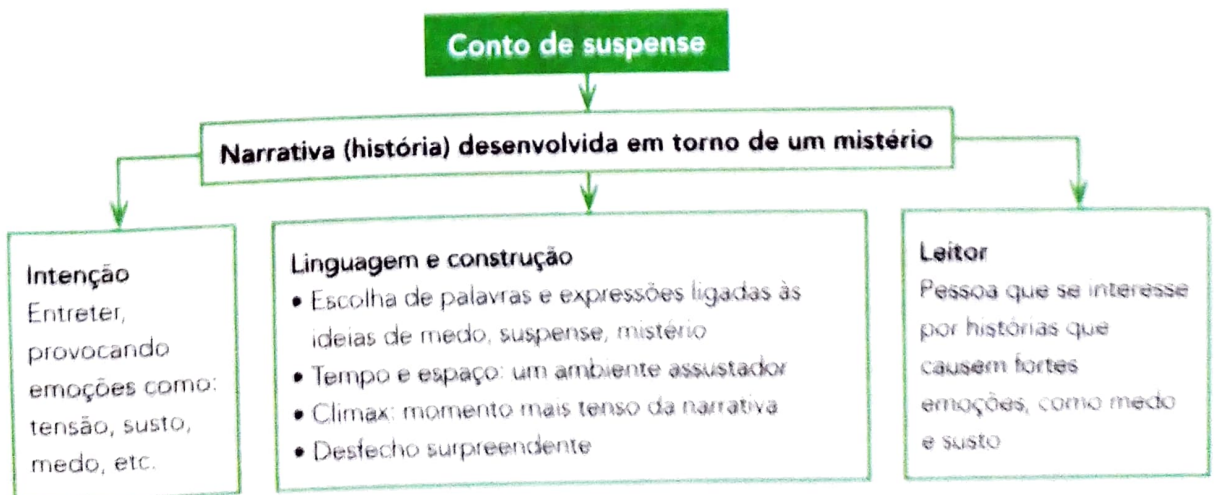 Conto de suspense
Narrativa (história) desenvolvida em torno de um mistério
Intenção
Entreter,
provocando
emoções como:
tensão, susto,
medo, etc.
Linguagem e construção
• Escolha de palavras e expressões ligadas às
ideias de medo, suspense, mistério
• Tempo e espaço: um ambiente assustador
• Clímax: momento mais tenso da narrativa
• Desfecho surpreendente
Leitor
Pessoa que se interesse
por histórias que
causem fortes
emoções, como medo
e susto